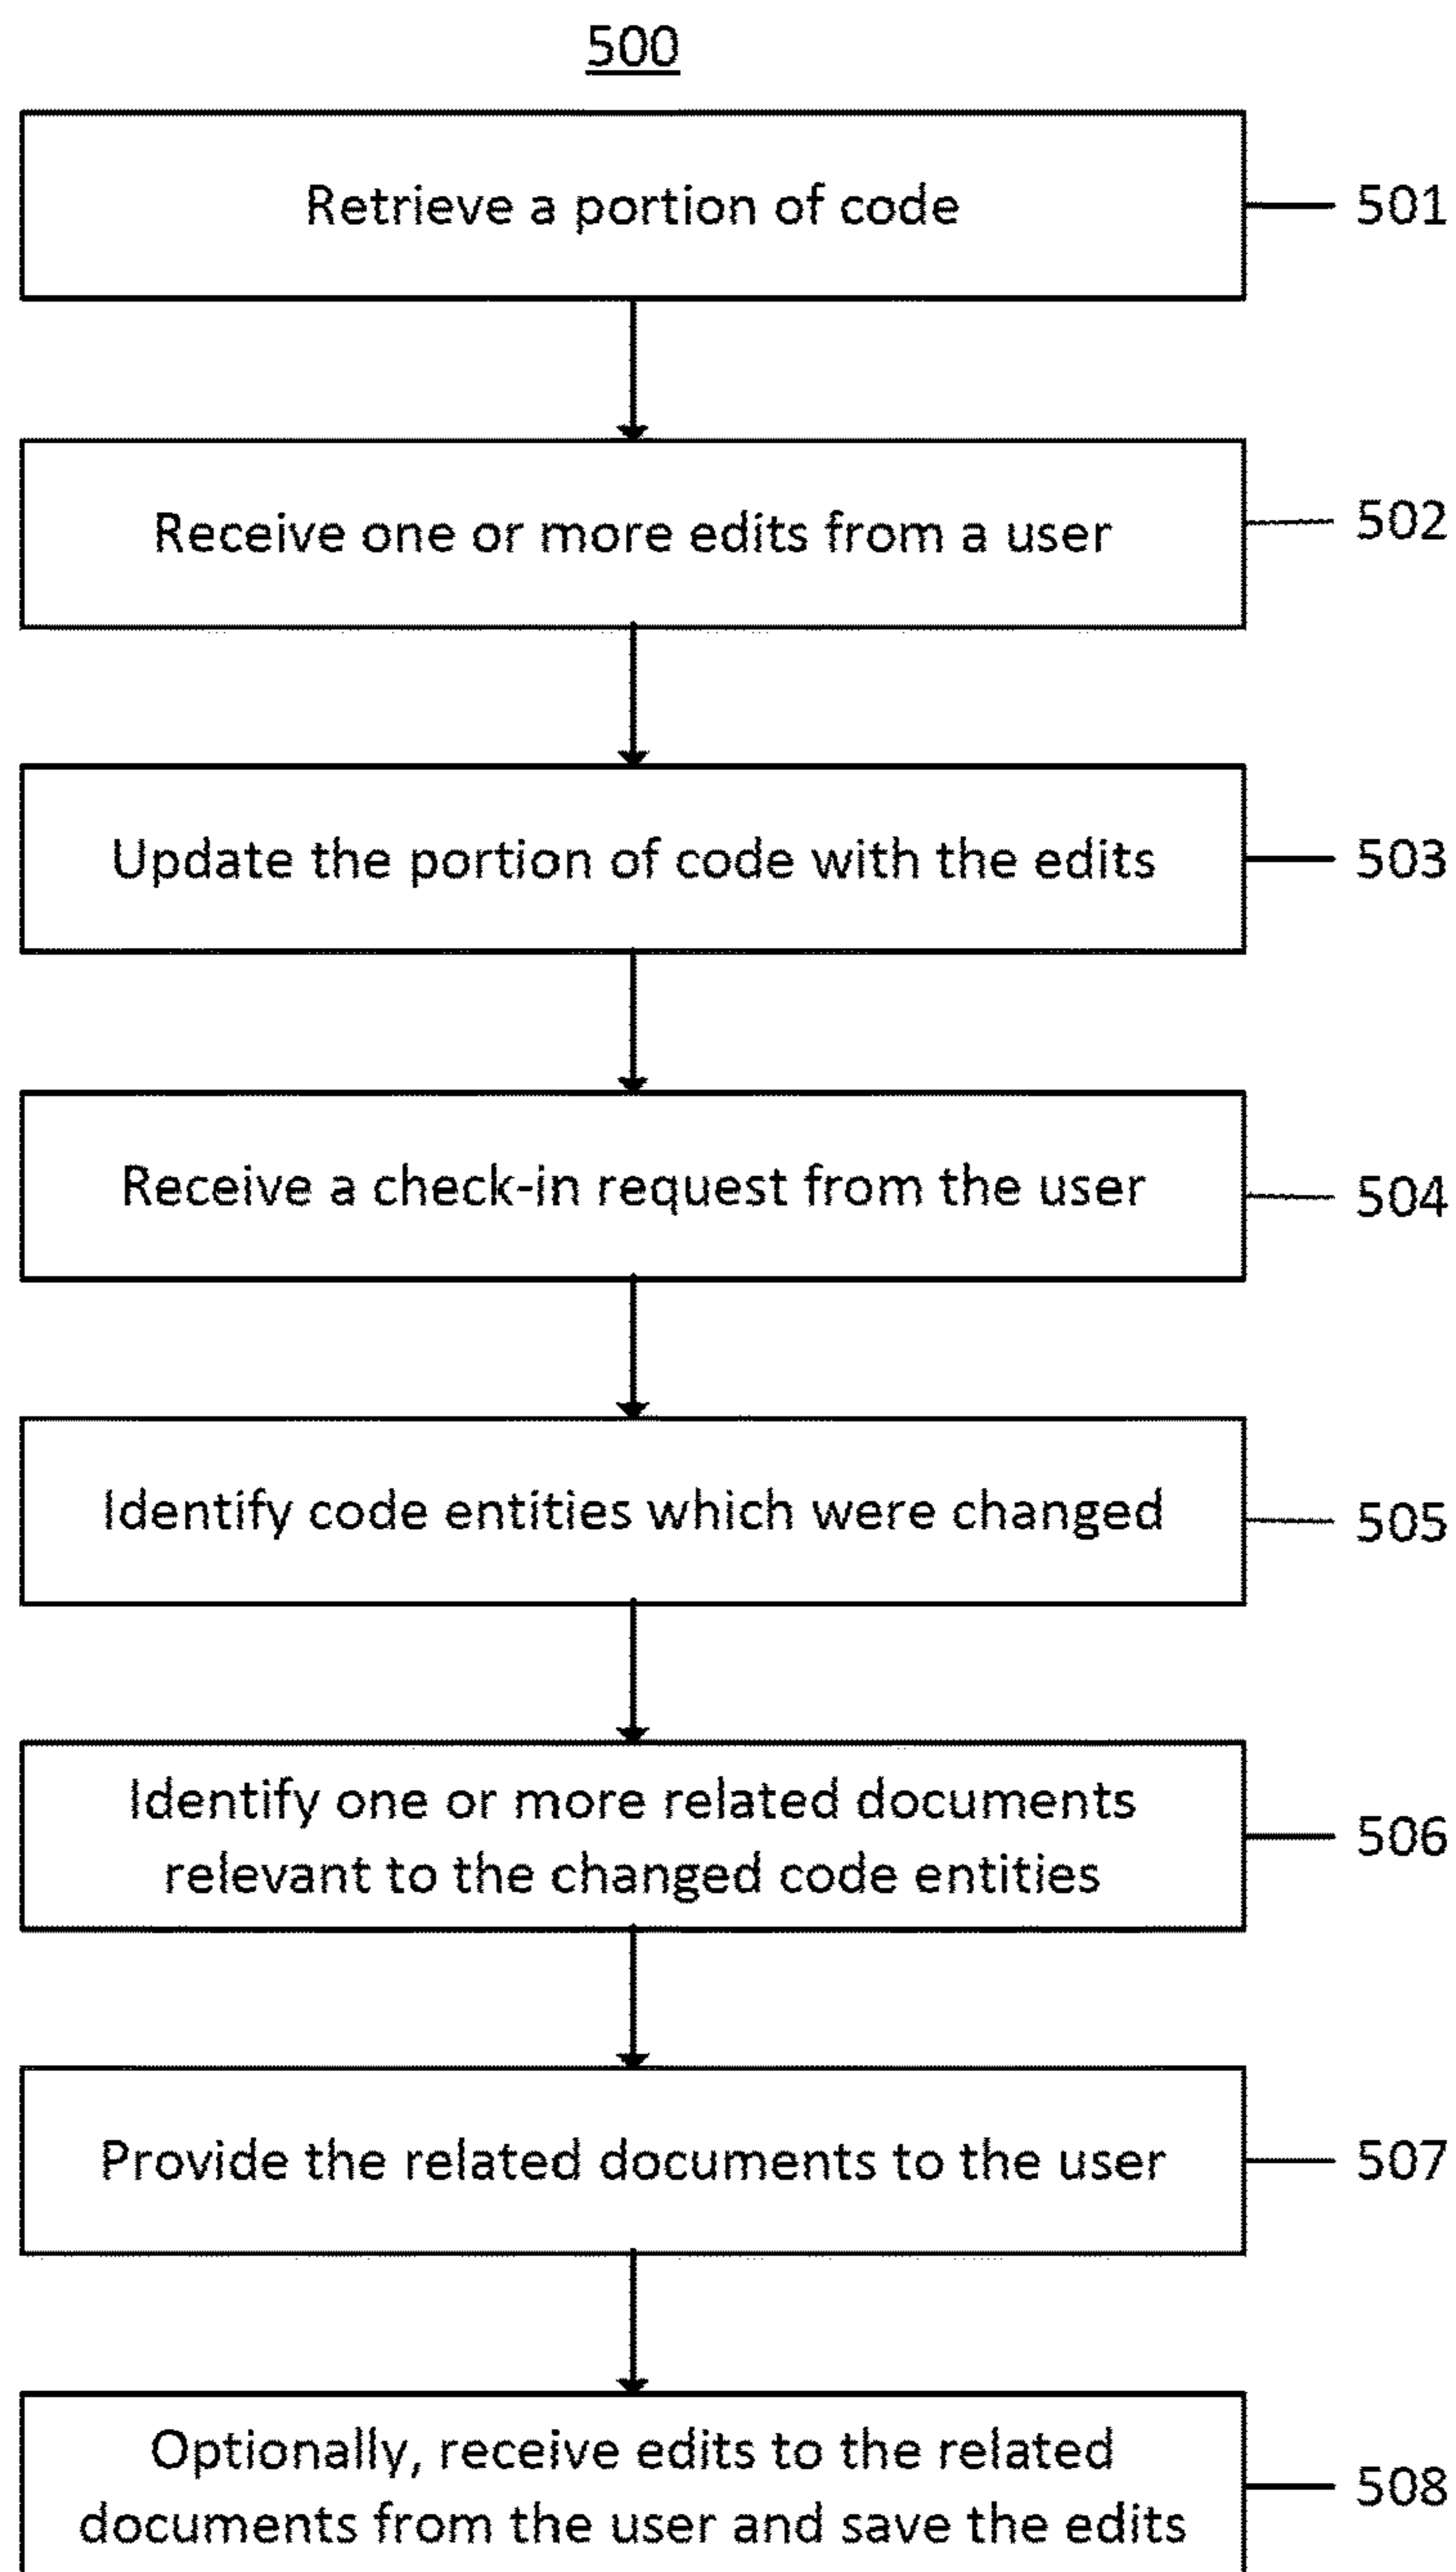 500
Retrieve a portion of code
501
Receive one or more edits from a user
502
Update the portion of code with the edits
503
Receive a check-in request from the user
504
Identify code entities which were changed
505
Identify one or more related documents
relevant to the changed code entities
506
Provide the related documents to the user
507
Optionally, receive edits to the related
documents from the user and save the edits
508